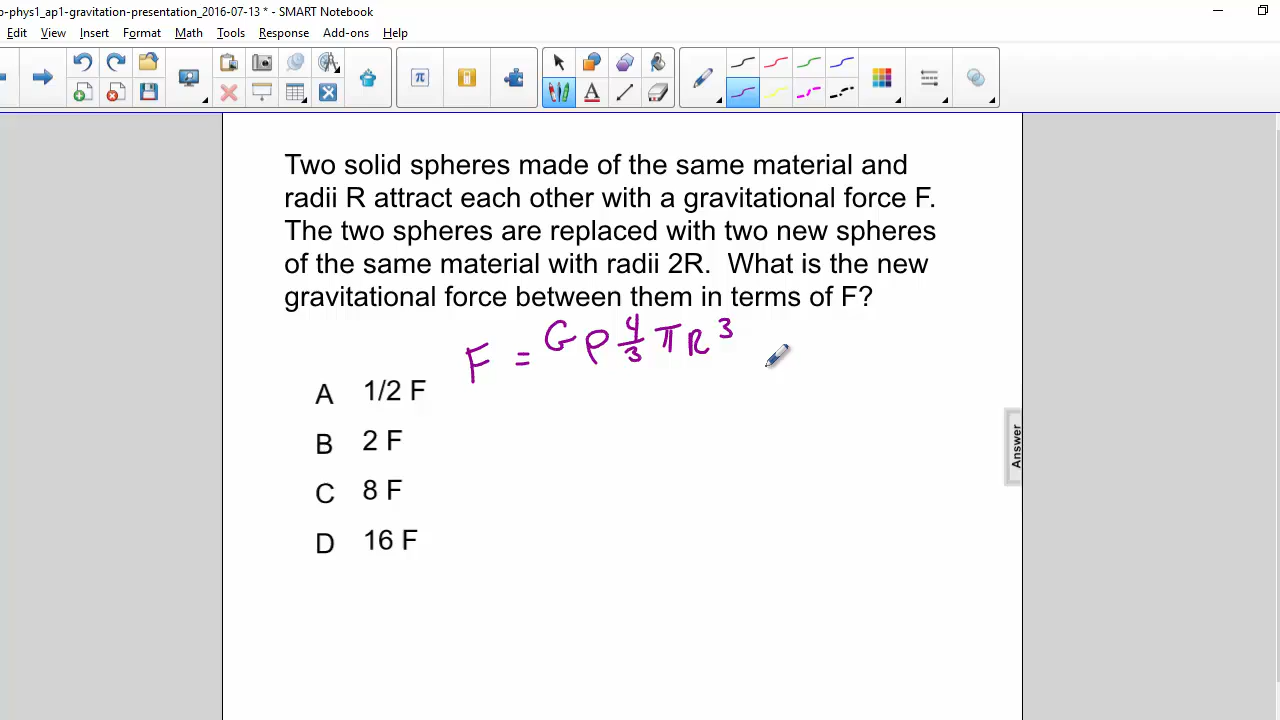 o-phys1_ap1-gravitation-presentation_2016-07-13 * - SMART Notebook
Edit View Insert Format Math Tools Response Add-ons Help
π
A
Two solid spheres made of the same material and
radii R attract each other with a gravitational force F.
The two spheres are replaced with two new spheres
of the same material with radii 2R. What is the new
gravitational force between them in terms of F?
F = G ρ 4/3 π R³
A 1/2 F
B 2 F
C 8 F
D 16 F
Answer